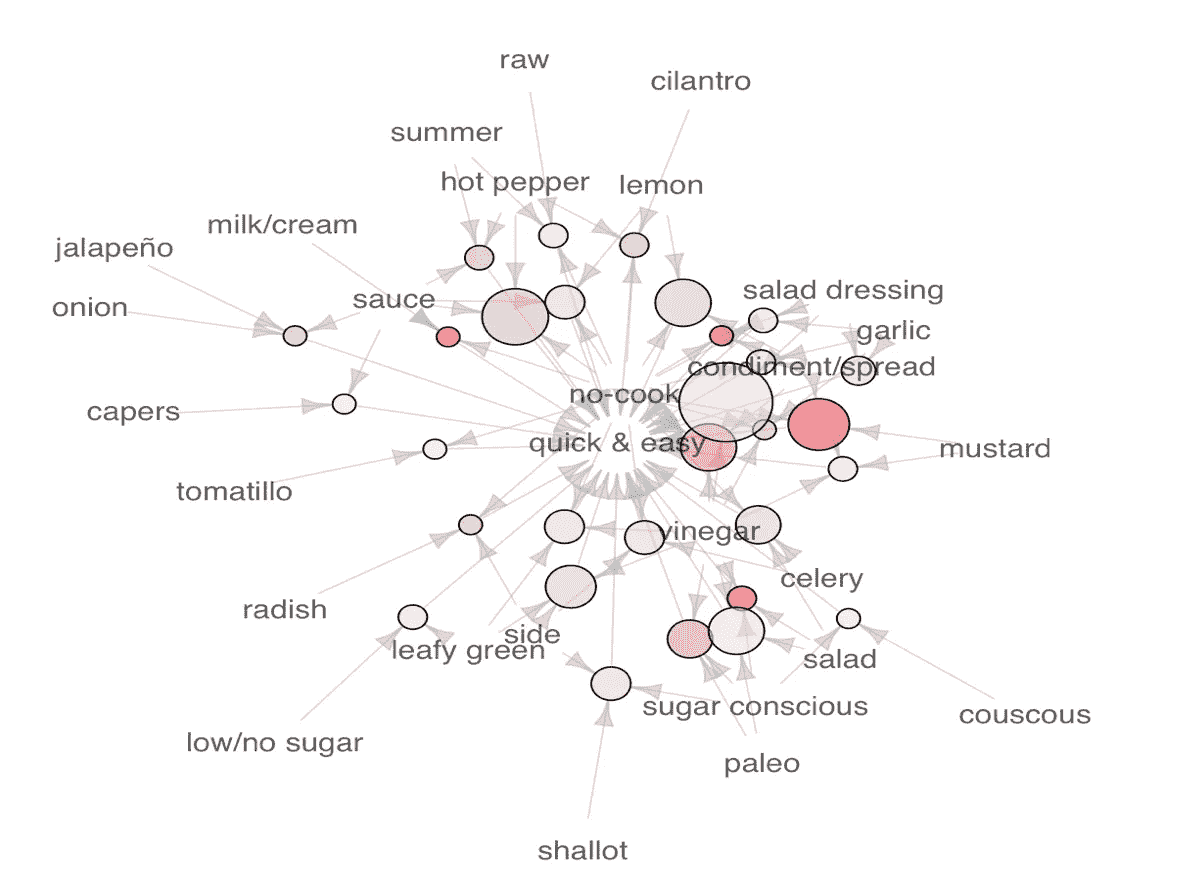 raw
cilantro
summer
hot pepper
lemon
milk/cream
jalapeño
salad dressing
sauce
onion
garlic
condiment/spread
no-cook
capers
quick & easy
mustard
tomatillo
vinegar
celery
radish
side
leafy green
salad
sugar conscious
couscous
low/no sugar
paleo
shallot